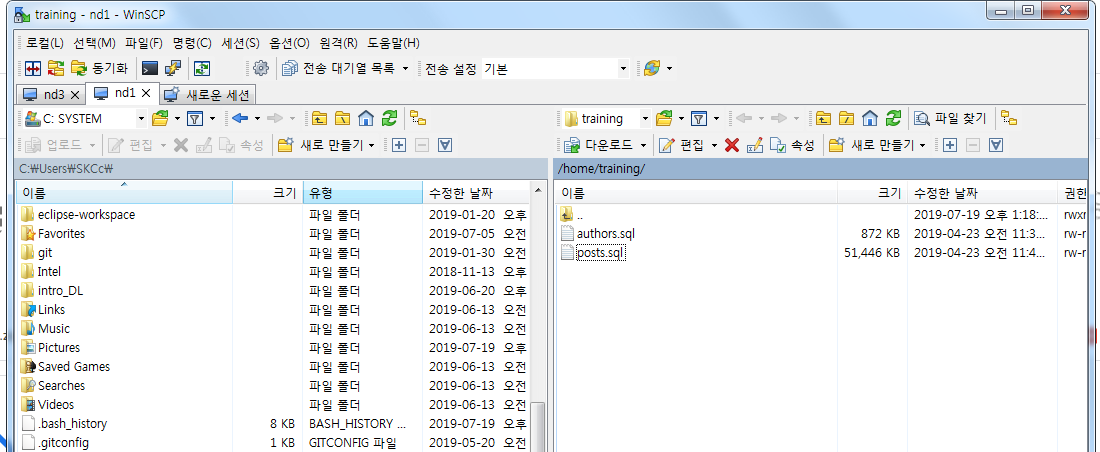 training - nd1 - WinSCP
로컬(L) 선택(M) 파일(F) 명령(C) 세션(S) 옵션(O) 원격(R) 도움말(H)
동기화 전송 대기열 목록 전송 설정 기본
nd3 nd1 새로운 세션
C: SYSTEM training 파일 찾기
업로드 편집 속성 새로 만들기 다운로드 편집 속성 새로 만들기
C:₩Users₩SKCc₩ /home/training/
이름 크기 유형 수정한 날짜 이름 크기 수정한 날짜 권한
eclipse-workspace 파일 폴더 2019-01-20 오후 .. 2019-07-19 오후 1:18:... rwxr
Favorites 파일 폴더 2019-07-05 오전 authors.sql 872 KB 2019-04-23 오전 11:3... rw-r
git 파일 폴더 2019-01-30 오전 posts.sql 51,446 KB 2019-04-23 오전 11:4... rw-r
Intel 파일 폴더 2018-11-13 오후
intro_DL 파일 폴더 2019-06-20 오후
Links 파일 폴더 2019-06-13 오전
Music 파일 폴더 2019-06-13 오전
Pictures 파일 폴더 2019-07-19 오후
Saved Games 파일 폴더 2019-06-13 오전
Searches 파일 폴더 2019-06-13 오전
Videos 파일 폴더 2019-06-13 오전
.bash_history 8 KB BASH_HISTORY ... 2019-07-19 오후
.gitconfig 1 KB GITCONFIG 파일 2019-05-20 오전